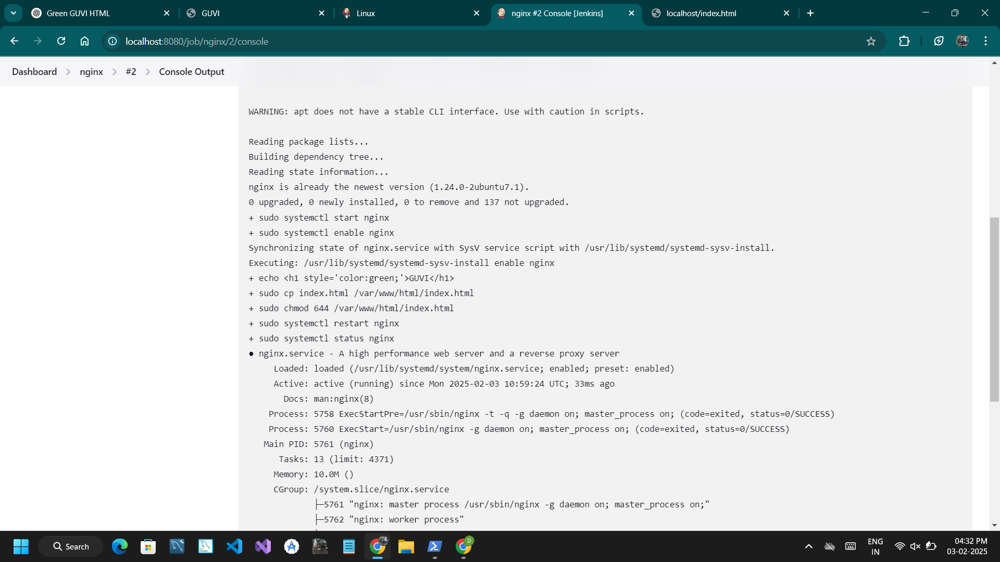 Green GUVI HTML
GUVI
Linux
nginx #2 Console [Jenkins]
localhost/index.html
localhost:8080/job/nginx/2/console
Dashboard
nginx
#2
Console Output
WARNING: apt does not have a stable CLI interface. Use with caution in scripts.
Reading package lists...
Building dependency tree...
Reading state information...
nginx is already the newest version (1.24.0-2ubuntu7.1).
0 upgraded, 0 newly installed, 0 to remove and 137 not upgraded.
+ sudo systemctl start nginx
+ sudo systemctl enable nginx
Synchronizing state of nginx.service with SysV service script with /usr/lib/systemd/systemd-sysv-install.
Executing: /usr/lib/systemd/systemd-sysv-install enable nginx
+ echo <h1 style='color:green;'>GUVI</h1>
+ sudo cp index.html /var/www/html/index.html
+ sudo chmod 644 /var/www/html/index.html
+ sudo systemctl restart nginx
+ sudo systemctl status nginx
● nginx.service - A high performance web server and a reverse proxy server
Loaded: loaded (/usr/lib/systemd/system/nginx.service; enabled; preset: enabled)
Active: active (running) since Mon 2025-02-03 10:59:24 UTC; 33ms ago
Docs: man:nginx(8)
Process: 5758 ExecStartPre=/usr/sbin/nginx -t -q -g daemon on; master_process on; (code=exited, status=0/SUCCESS)
Process: 5760 ExecStart=/usr/sbin/nginx -g daemon on; master_process on; (code=exited, status=0/SUCCESS)
Main PID: 5761 (nginx)
Tasks: 13 (limit: 4371)
Memory: 10.0M ()
CGroup: /system.slice/nginx.service
├─5761 "nginx: master process /usr/sbin/nginx -g daemon on; master_process on;"
├─5762 "nginx: worker process"
Search
D
ENG
IN
04:32 PM
03-02-2025